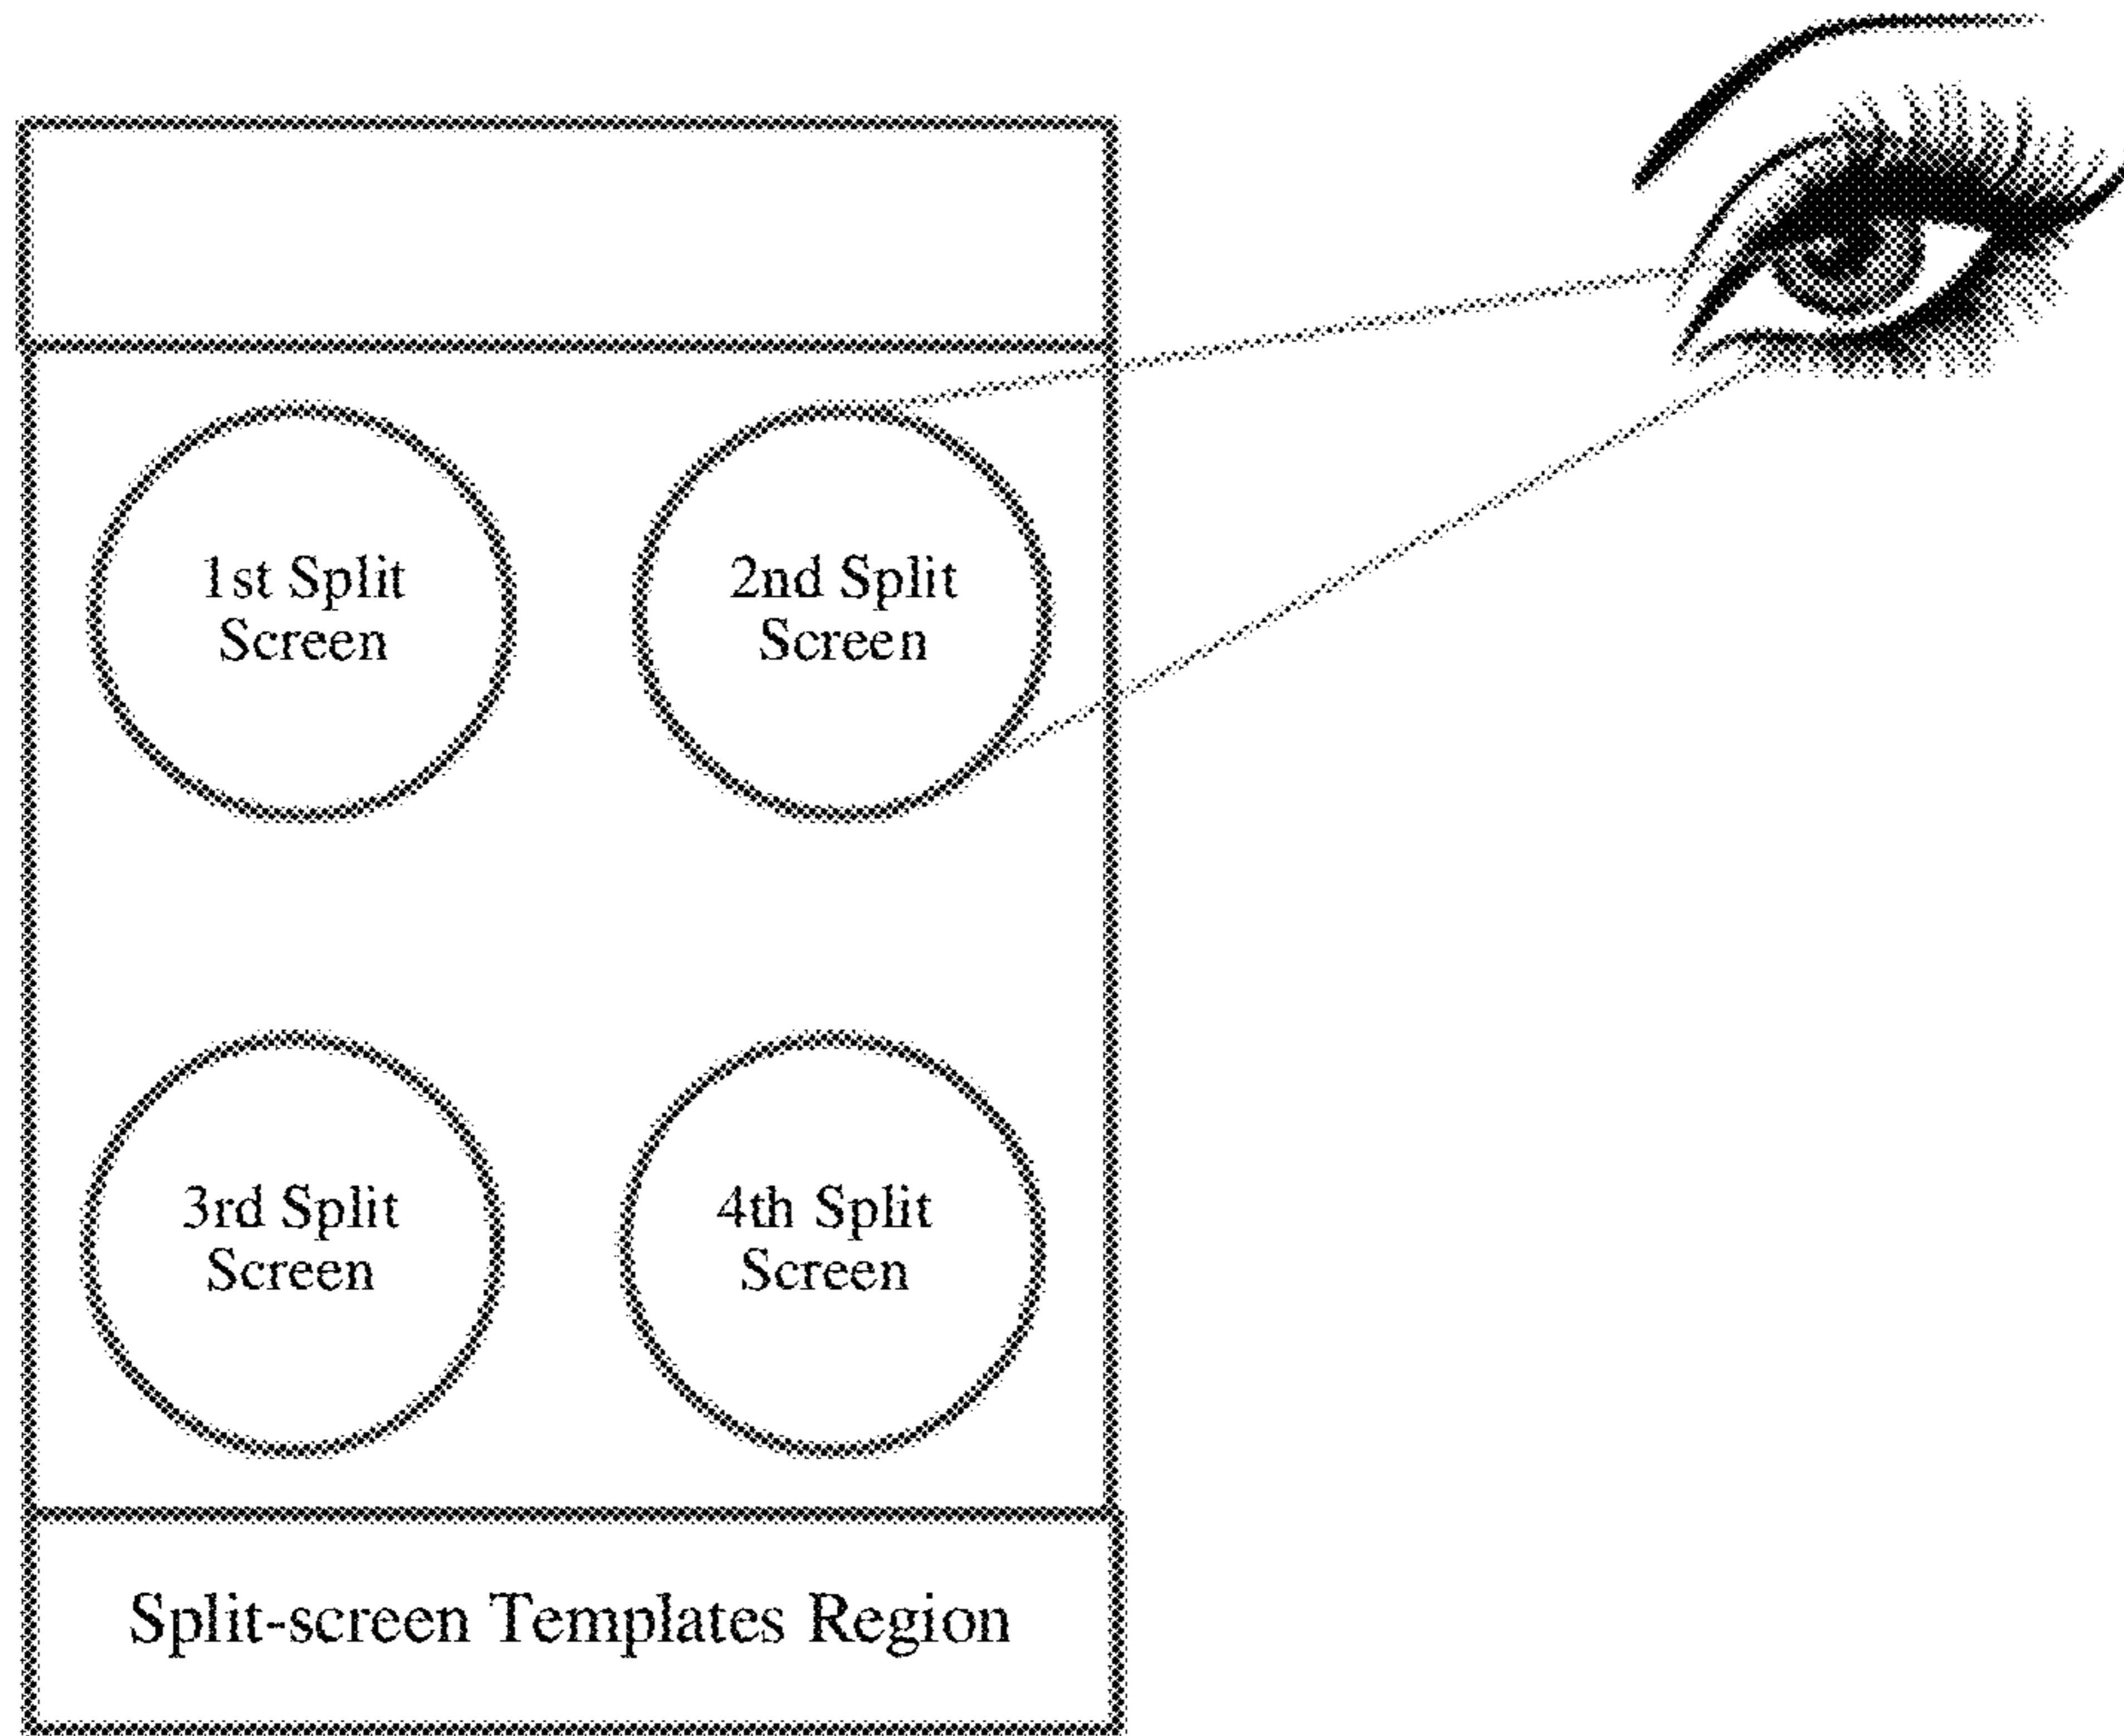 1st Split
Screen
2nd Split
Screen
3rd Split
Screen
4th Split
Screen
Split-screen Templates Region